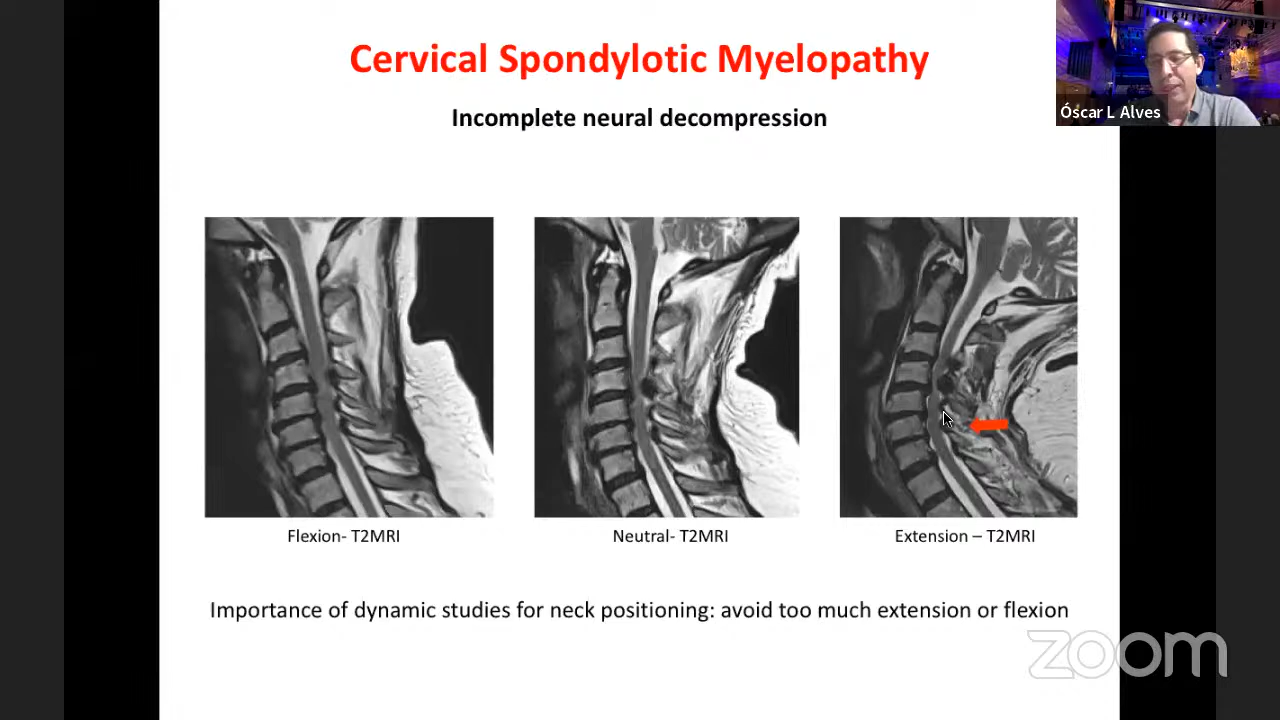 Cervical Spondylotic Myelopathy
Incomplete neural decompression
Óscar L Alves
Flexion- T2MRI
Neutral- T2MRI
Extension – T2MRI
Importance of dynamic studies for neck positioning: avoid too much extension or flexion
zoom